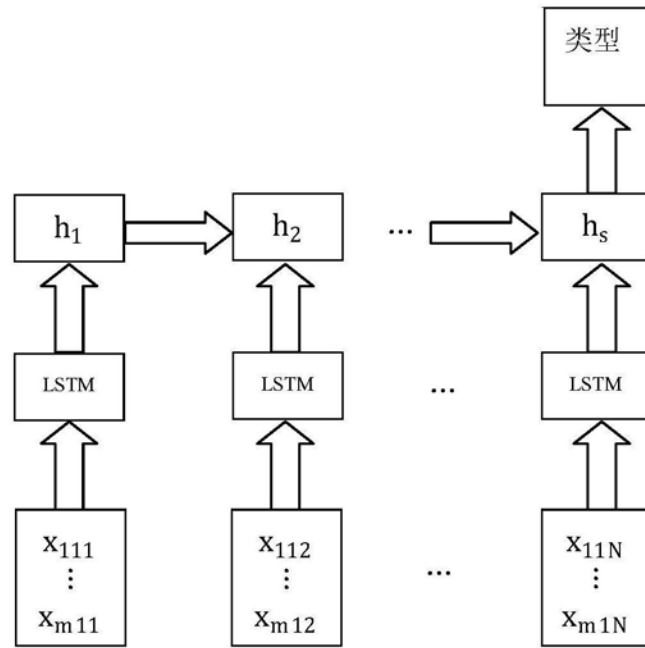 类型
h₁ h₂ ... hₛ
LSTM LSTM ... LSTM
x₁₁₁ x₁₁₂ x₁₁N
⋮ ⋮ ... ⋮
xₘ₁₁ xₘ₁₂ xₘ₁N